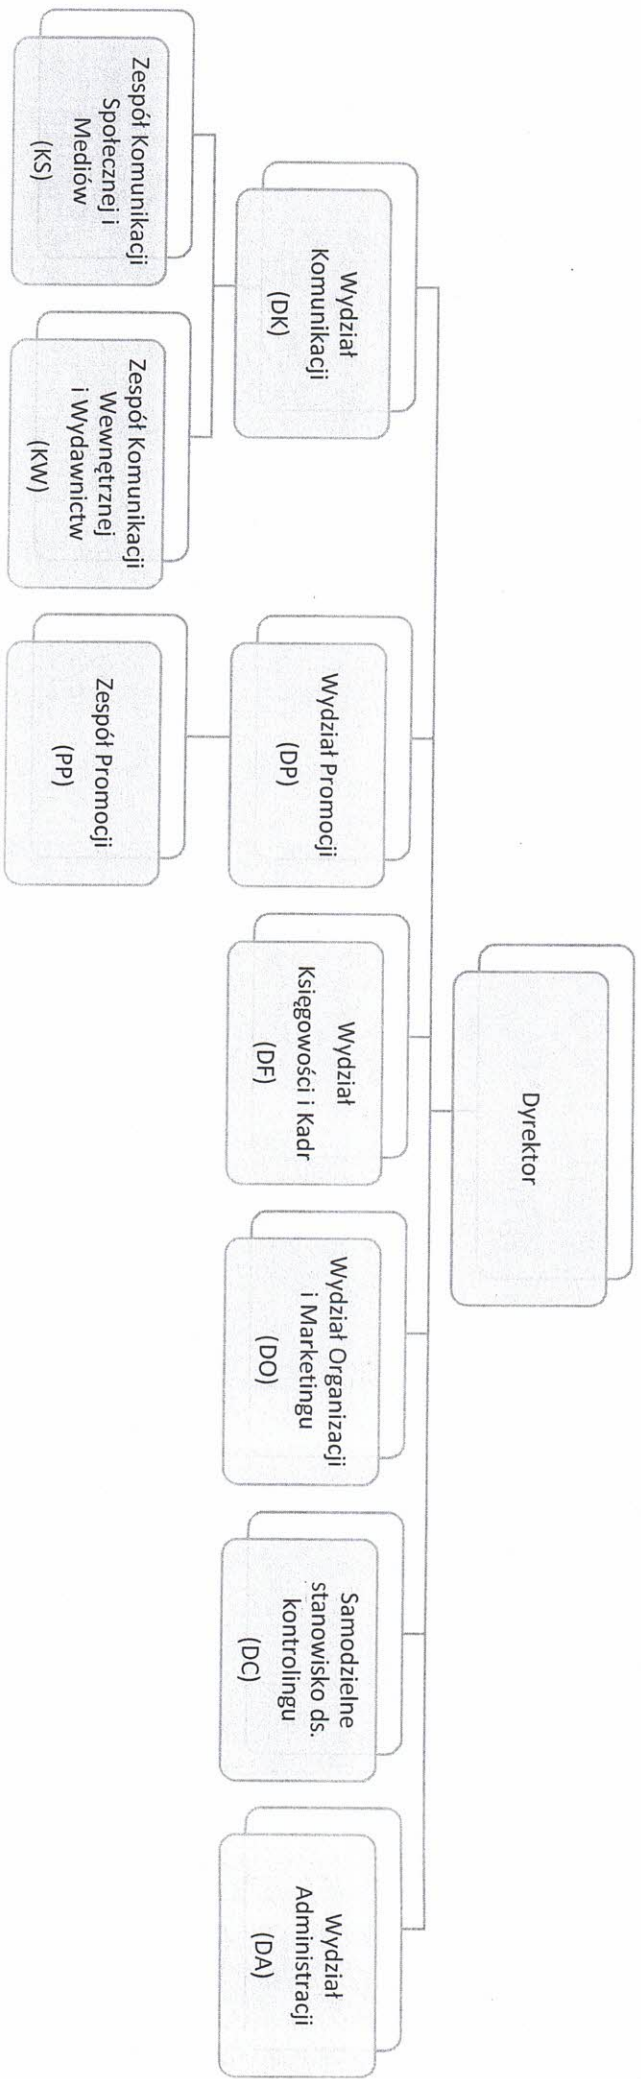 Dyrektor
Wydział
Komunikacji
(DK)
Wydział Promocji
(DP)
Wydział
Księgowości i Kadr
(DF)
Wydział Organizacji
i Marketingu
(DO)
Samodzielne
stanowisko ds.
kontrolingu
(DC)
Wydział
Administracji
(DA)
Zespół Komunikacji
Społecznej i
Mediów
(KS)
Zespół Komunikacji
Wewnętrznej
i Wydawnictw
(KW)
Zespół Promocji
(PP)